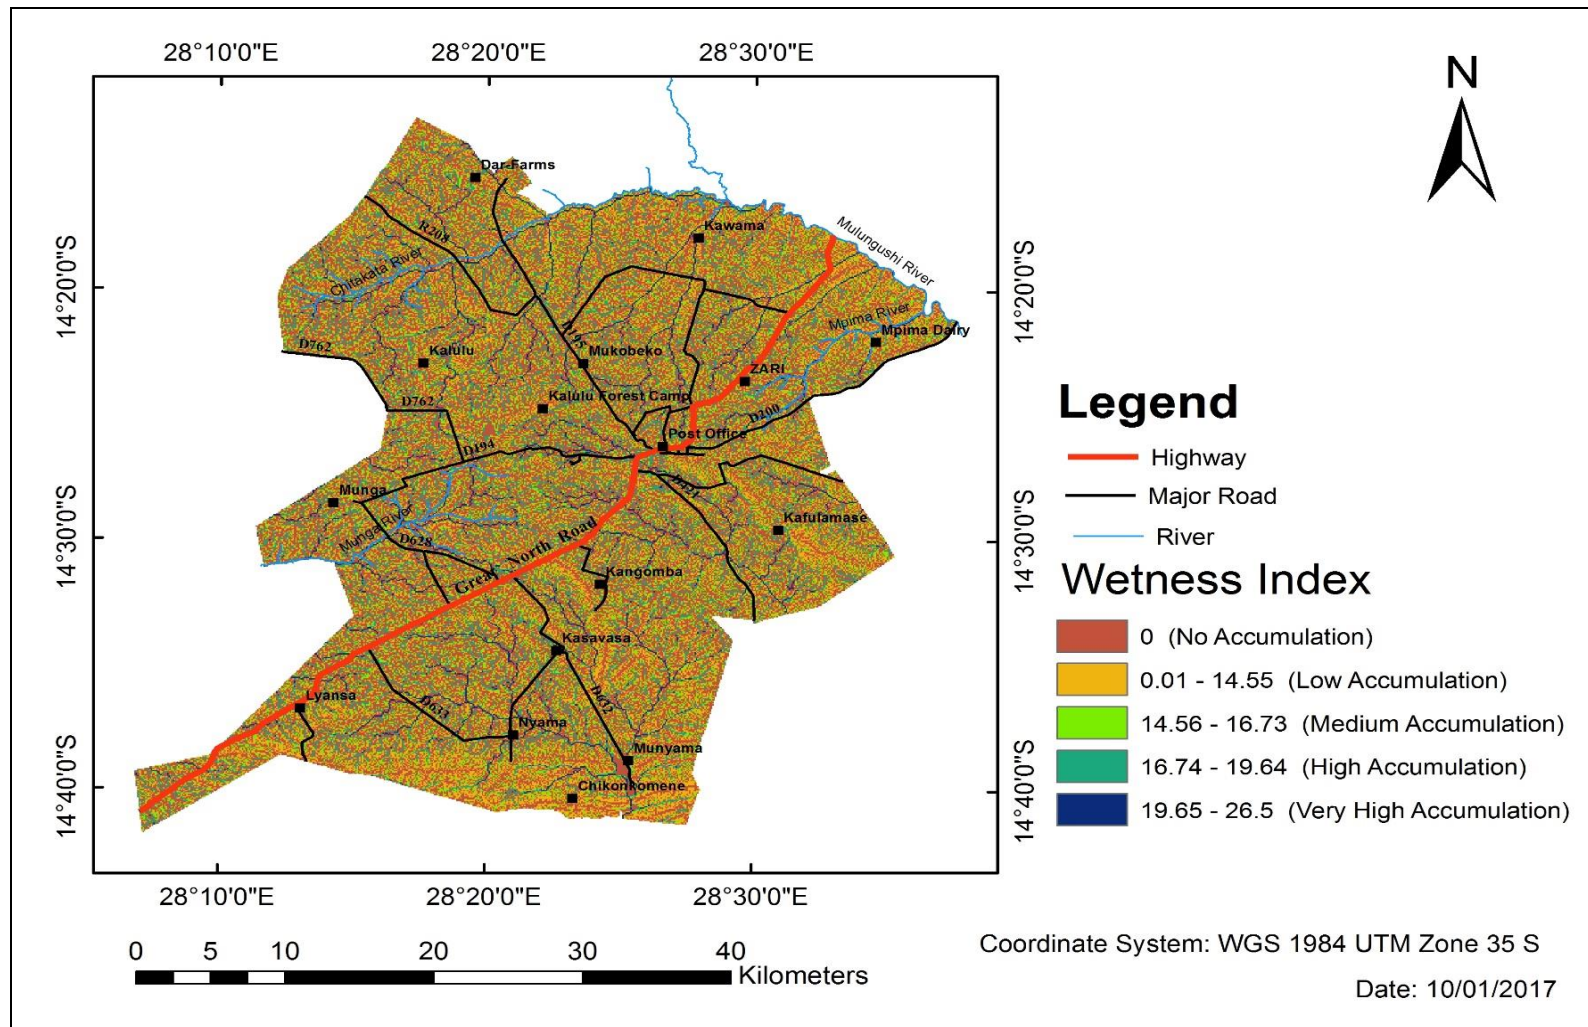 28°10'0"E 28°20'0"E 28°30'0"E
N
Dar-Farms
Kawama
R208
Mulungushi River
Chitakata River
14°20'0"S
14°20'0"S
Mpima River
Mpima Dairy
D762
Kalulu
Mukobeko
ZARI
D762
Kalulu Forest Camp
D200
Post Office
D194
Munga
Kafulamase
Munga River
D628
Great North Road
14°30'0"S
14°30'0"S
Kangomba
Kasavasa
Lyansa
D633
D632
Nyama
Munyama
Chikonkomene
14°40'0"S
14°40'0"S
28°10'0"E 28°20'0"E 28°30'0"E
0 5 10 20 30 40
Kilometers
Legend
Highway
Major Road
River
Wetness Index
0 (No Accumulation)
0.01 - 14.55 (Low Accumulation)
14.56 - 16.73 (Medium Accumulation)
16.74 - 19.64 (High Accumulation)
19.65 - 26.5 (Very High Accumulation)
Coordinate System: WGS 1984 UTM Zone 35 S
Date: 10/01/2017